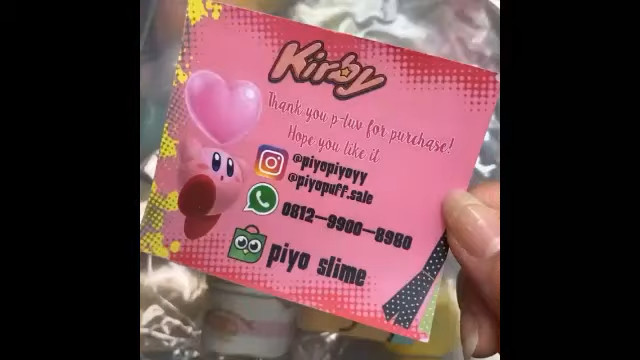 Kirby
Thank you p-luv for purchase!
Hope you like it
@piyopiyoyy
@piyopuff.sale
0812-9900-8980
piyo slime